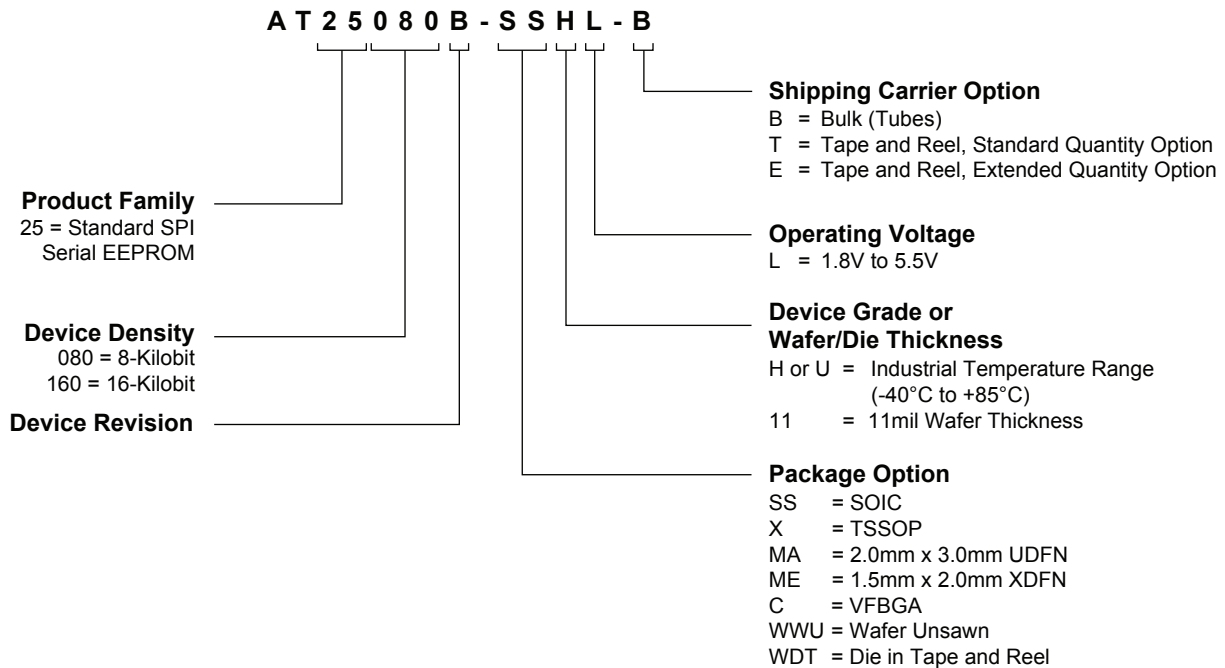 A T 2 5 0 8 0 B - S S H L - B
Shipping Carrier Option
B = Bulk (Tubes)
T = Tape and Reel, Standard Quantity Option
E = Tape and Reel, Extended Quantity Option
Product Family
25 = Standard SPI
Serial EEPROM
Operating Voltage
L = 1.8V to 5.5V
Device Density
080 = 8-Kilobit
160 = 16-Kilobit
Device Grade or
Wafer/Die Thickness
H or U = Industrial Temperature Range
(-40°C to +85°C)
11 = 11mil Wafer Thickness
Device Revision
Package Option
SS = SOIC
X = TSSOP
MA = 2.0mm x 3.0mm UDFN
ME = 1.5mm x 2.0mm XDFN
C = VFBGA
WWU = Wafer Unsawn
WDT = Die in Tape and Reel